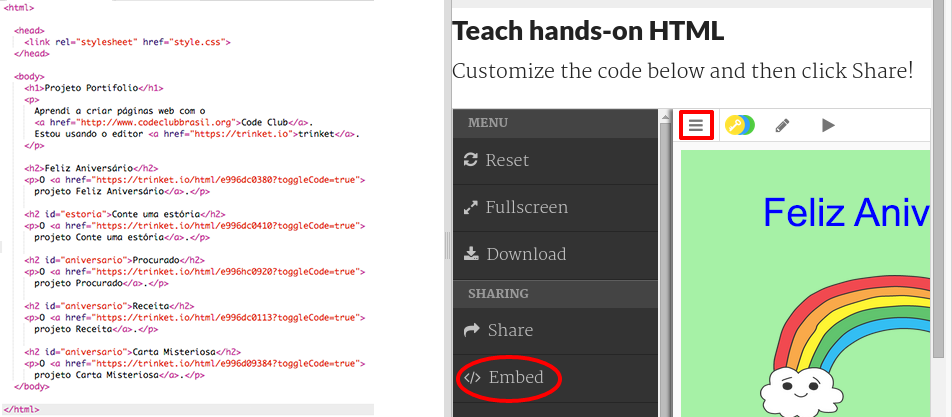 <html>
<head>
<link rel="stylesheet" href="style.css">
</head>
<body>
<h1>Projeto Portifolio</h1>
<p>
Aprendi a criar páginas web com o
<a href="http://www.codeclubbrasil.org">Code Club</a>.
Estou usando o editor <a href="https://trinket.io">trinket</a>.
</p>
<h2>Feliz Aniversário</h2>
<p>O <a href="https://trinket.io/html/e996dc0380?toggleCode=true">
projeto Feliz Aniversário</a>.</p>
<h2 id="estoria">Conte uma estória</h2>
<p>O <a href="https://trinket.io/html/e996dc0410?toggleCode=true">
projeto Conte uma estória</a>.</p>
<h2 id="aniversario">Procurado</h2>
<p>O <a href="https://trinket.io/html/e996hc0920?toggleCode=true">
projeto Procurado</a>.</p>
<h2 id="aniversario">Receita</h2>
<p>O <a href="https://trinket.io/html/e996dc0113?toggleCode=true">
projeto Receita</a>.</p>
<h2 id="aniversario">Carta Misteriosa</h2>
<p>O <a href="https://trinket.io/html/e996d09384?toggleCode=true">
projeto Carta Misteriosa</a>.</p>
</body>
</html>
Teach hands-on HTML
Customize the code below and then click Share!
MENU
Reset
Fullscreen
Download
SHARING
Share
Embed
Feliz Aniv